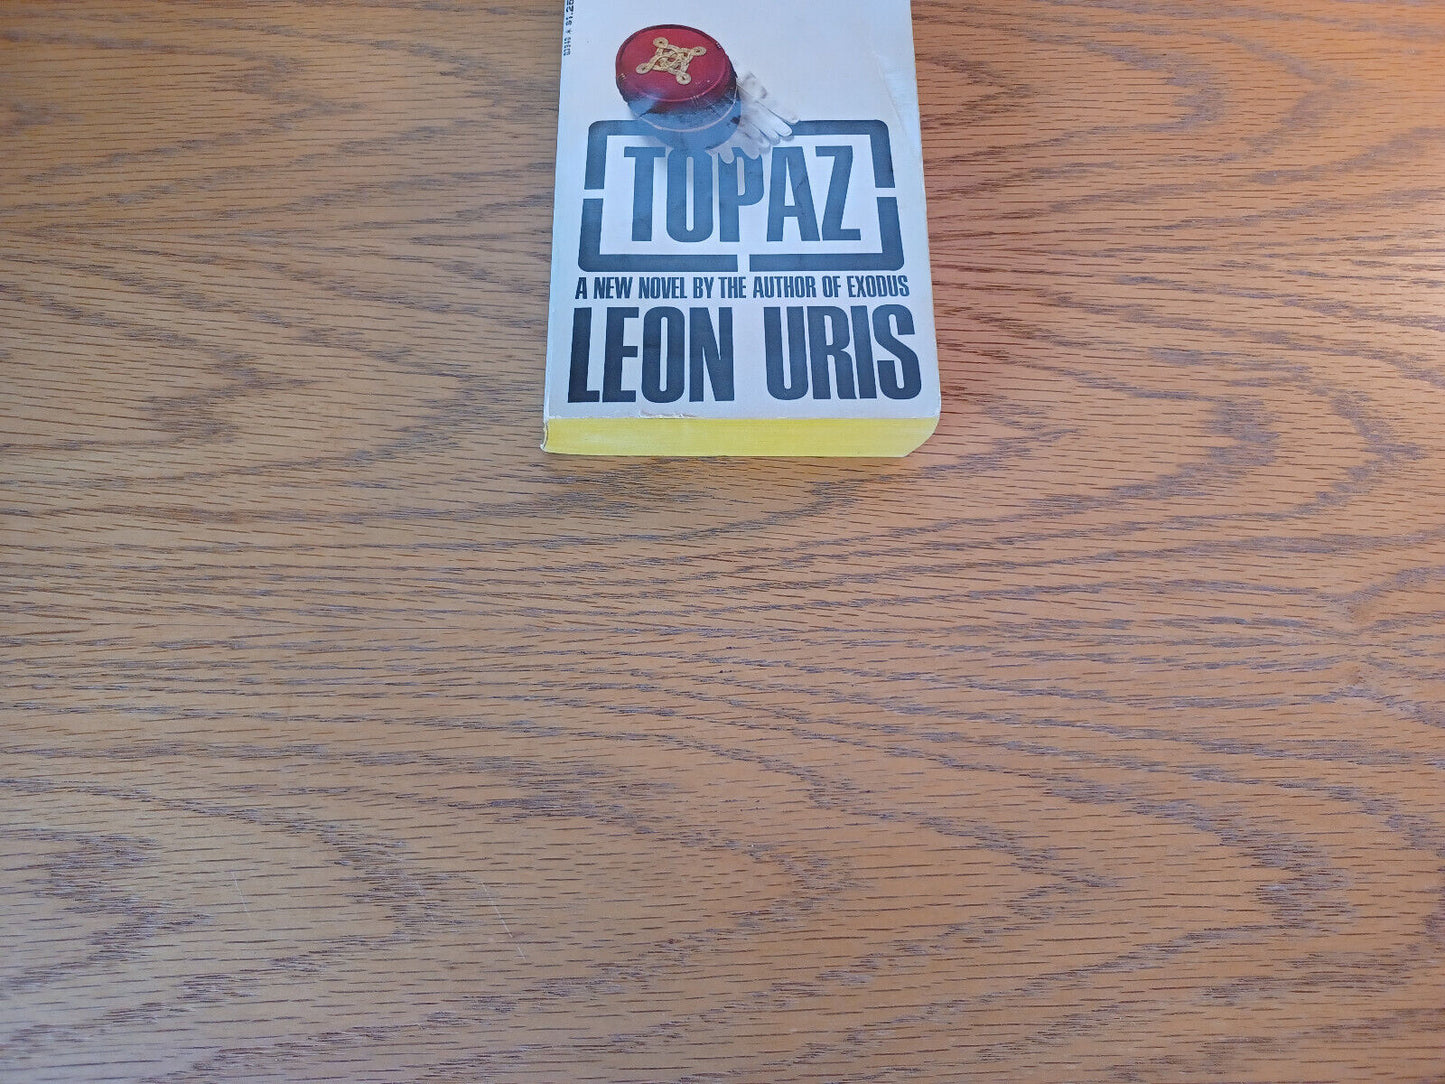 TOPAZ
A NEW NOVEL BY THE AUTHOR OF EXODUS
LEON URIS